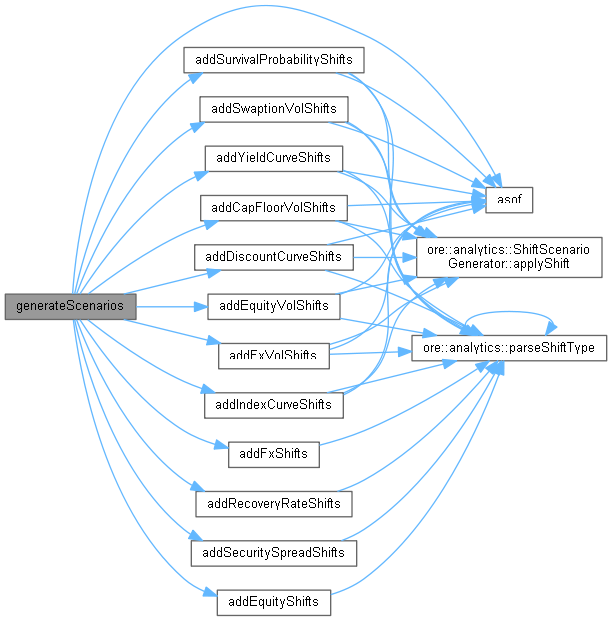 addSurvivalProbabilityShifts
addSwaptionVolShifts
addYieldCurveShifts
asof
addCapFloorVolShifts
ore::analytics::ShiftScenario
Generator::applyShift
addDiscountCurveShifts
generateScenarios
addEquityVolShifts
ore::analytics::parseShiftType
addFxVolShifts
addIndexCurveShifts
addFxShifts
addRecoveryRateShifts
addSecuritySpreadShifts
addEquityShifts